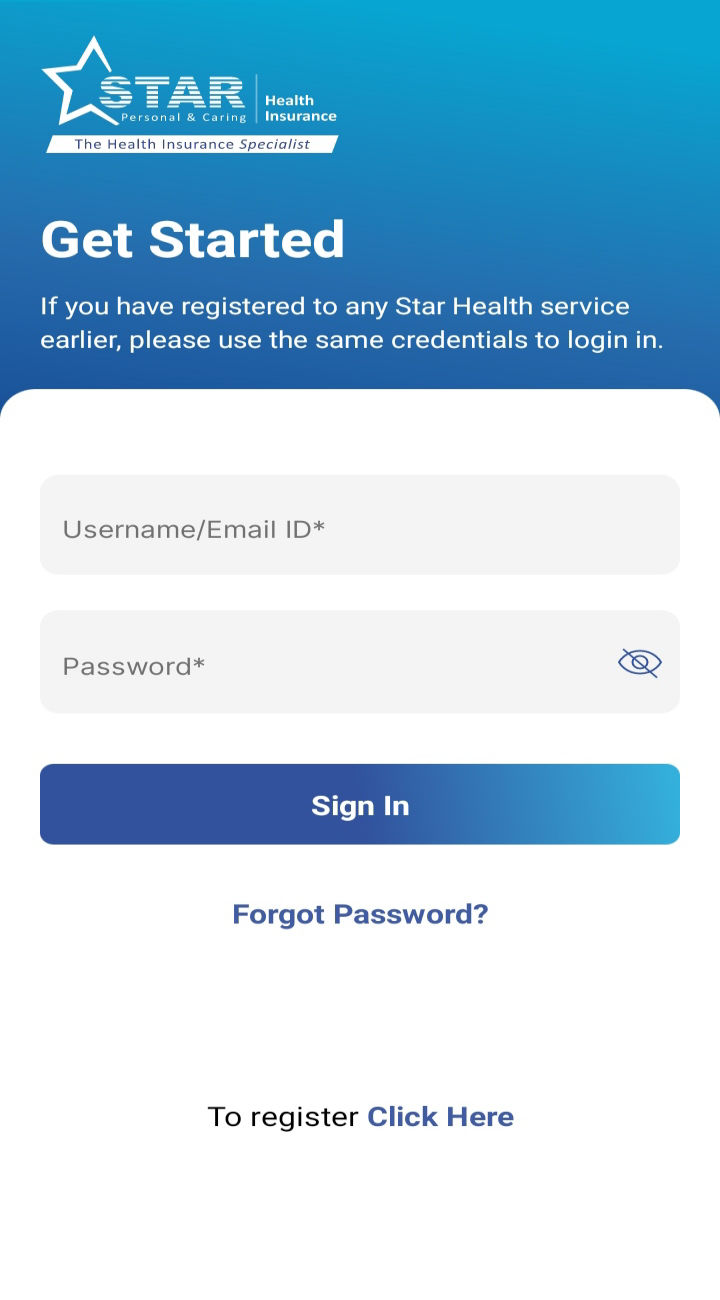 STAR
Personal & Caring
Health
Insurance
The Health Insurance Specialist
Get Started
If you have registered to any Star Health service
earlier, please use the same credentials to login in.
Username/Email ID*
Password*
Sign In
Forgot Password?
To register Click Here